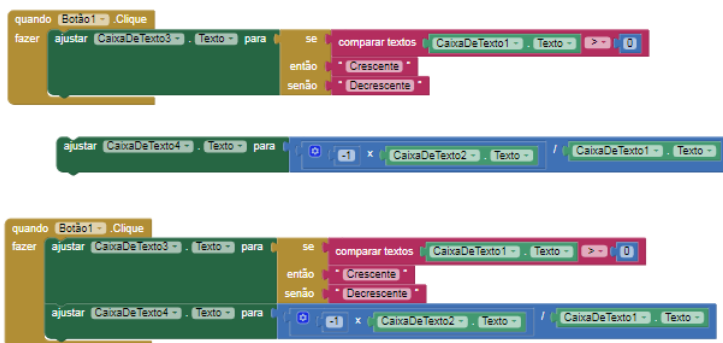 quando Botão1 .Clique
fazer ajustar CaixaDeTexto3 . Texto para se comparar textos CaixaDeTexto1 . Texto > 0
então " Crescente "
senão " Decrescente "
ajustar CaixaDeTexto4 . Texto para -1 x CaixaDeTexto2 . Texto / CaixaDeTexto1 . Texto
quando Botão1 .Clique
fazer ajustar CaixaDeTexto3 . Texto para se comparar textos CaixaDeTexto1 . Texto > 0
então " Crescente "
senão " Decrescente "
ajustar CaixaDeTexto4 . Texto para -1 x CaixaDeTexto2 . Texto / CaixaDeTexto1 . Texto